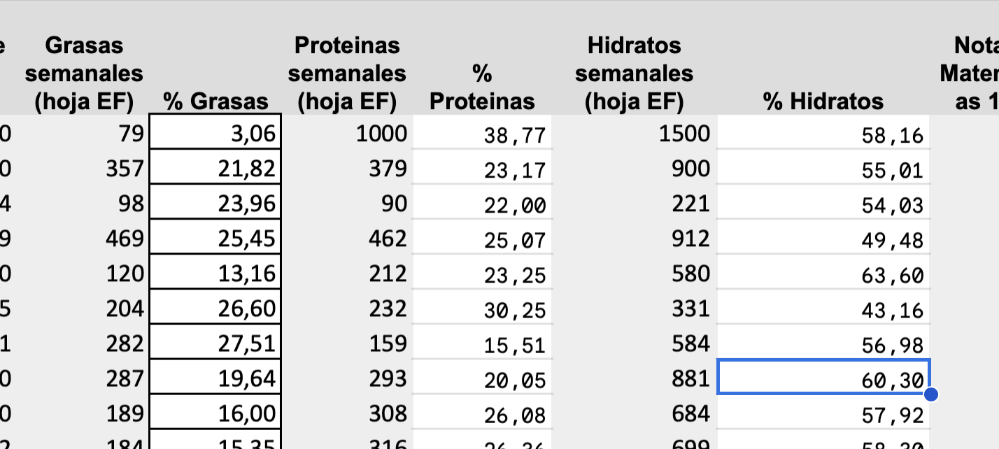 Grasas semanales (hoja EF) % Grasas Proteinas semanales (hoja EF) % Proteinas Hidratos semanales (hoja EF) % Hidratos
0 79 3,06 1000 38,77 1500 58,16
0 357 21,82 379 23,17 900 55,01
4 98 23,96 90 22,00 221 54,03
9 469 25,45 462 25,07 912 49,48
0 120 13,16 212 23,25 580 63,60
5 204 26,60 232 30,25 331 43,16
1 282 27,51 159 15,51 584 56,98
0 287 19,64 293 20,05 881 60,30
0 189 16,00 308 26,08 684 57,92
2 184 15,35 316 26,36 699 58,30